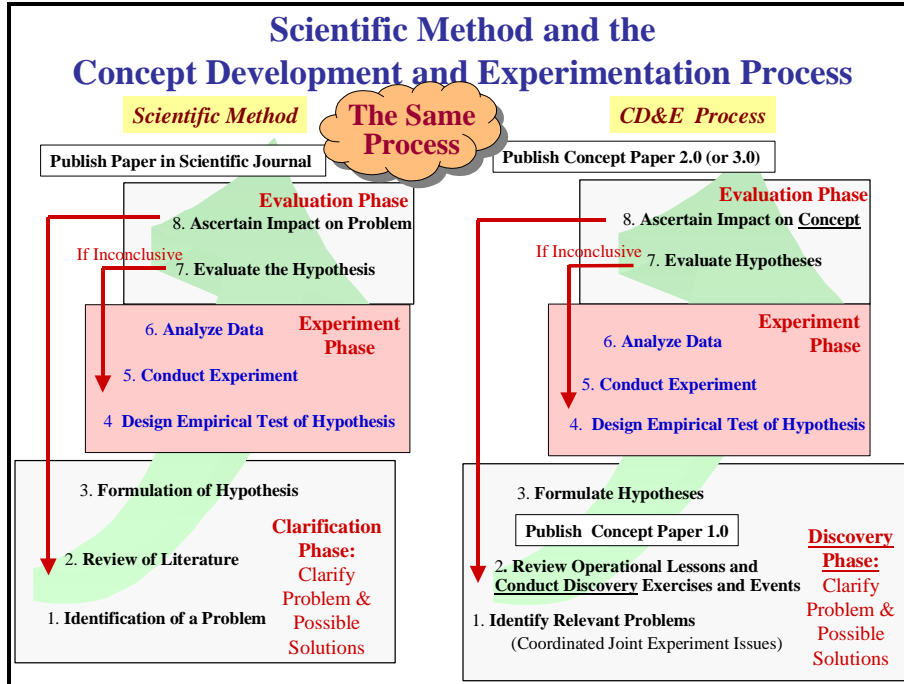 Scientific Method and the
Concept Development and Experimentation Process
Scientific Method
The Same
Process
CD&E Process
Publish Paper in Scientific Journal
Evaluation Phase
8. Ascertain Impact on Problem
If Inconclusive
7. Evaluate the Hypothesis
6. Analyze Data
Experiment
Phase
5. Conduct Experiment
4 Design Empirical Test of Hypothesis
3. Formulation of Hypothesis
Clarification
Phase:
Clarify
Problem &
Possible
Solutions
2. Review of Literature
1. Identification of a Problem
Publish Concept Paper 2.0 (or 3.0)
Evaluation Phase
8. Ascertain Impact on Concept
If Inconclusive
7. Evaluate Hypotheses
Experiment
Phase
6. Analyze Data
5. Conduct Experiment
4. Design Empirical Test of Hypothesis
3. Formulate Hypotheses
Publish Concept Paper 1.0
2. Review Operational Lessons and
Conduct Discovery Exercises and Events
1. Identify Relevant Problems
(Coordinated Joint Experiment Issues)
Discovery
Phase:
Clarify
Problem &
Possible
Solutions